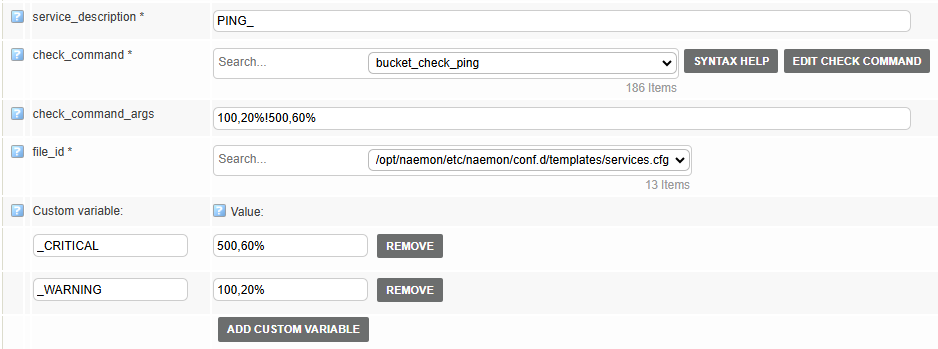 service_description *
PING_
check_command *
Search...
bucket_check_ping
SYNTAX HELP
EDIT CHECK COMMAND
186 Items
check_command_args
100,20%!500,60%
file_id *
Search...
/opt/naemon/etc/naemon/conf.d/templates/services.cfg
13 Items
Custom variable:
Value:
_CRITICAL
500,60%
REMOVE
_WARNING
100,20%
REMOVE
ADD CUSTOM VARIABLE